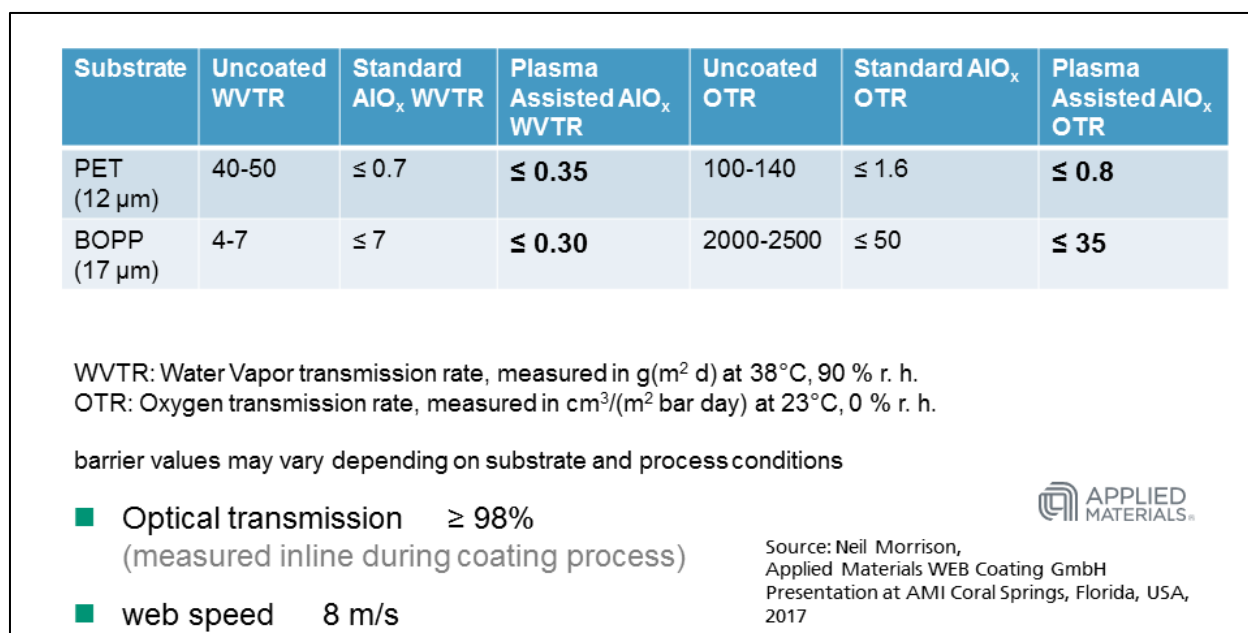 Substrate Uncoated WVTR Standard AlOₓ WVTR Plasma Assisted AlOₓ WVTR Uncoated OTR Standard AlOₓ OTR Plasma Assisted AlOₓ OTR
PET (12 µm) 40-50 ≤ 0.7 ≤ 0.35 100-140 ≤ 1.6 ≤ 0.8
BOPP (17 µm) 4-7 ≤ 7 ≤ 0.30 2000-2500 ≤ 50 ≤ 35
WVTR: Water Vapor transmission rate, measured in g(m² d) at 38°C, 90 % r. h.
OTR: Oxygen transmission rate, measured in cm³/(m² bar day) at 23°C, 0 % r. h.
barrier values may vary depending on substrate and process conditions
■ Optical transmission ≥ 98%
(measured inline during coating process)
■ web speed 8 m/s
APPLIED
MATERIALS®
Source: Neil Morrison,
Applied Materials WEB Coating GmbH
Presentation at AMI Coral Springs, Florida, USA,
2017